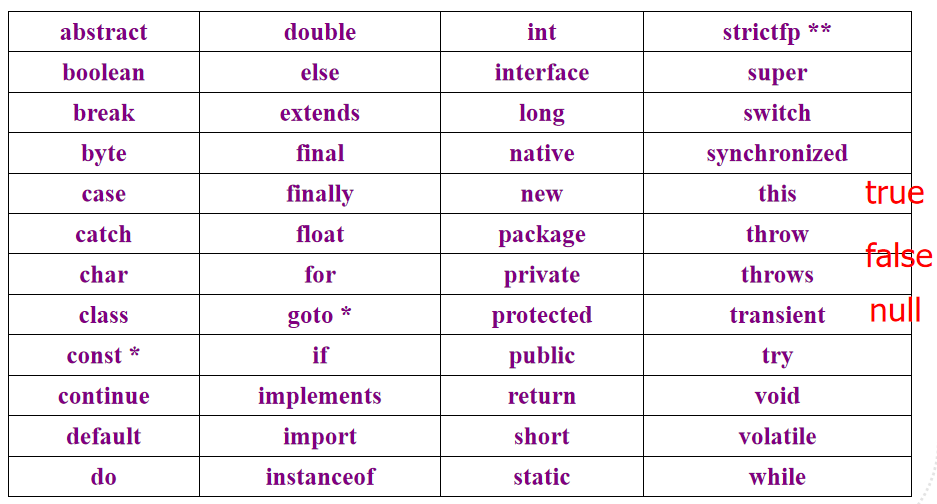 abstract double int strictfp **
boolean else interface super
break extends long switch
byte final native synchronized
case finally new this true
catch float package throw
false
char for private throws
class goto * protected transient null
const * if public try
continue implements return void
default import short volatile
do instanceof static while